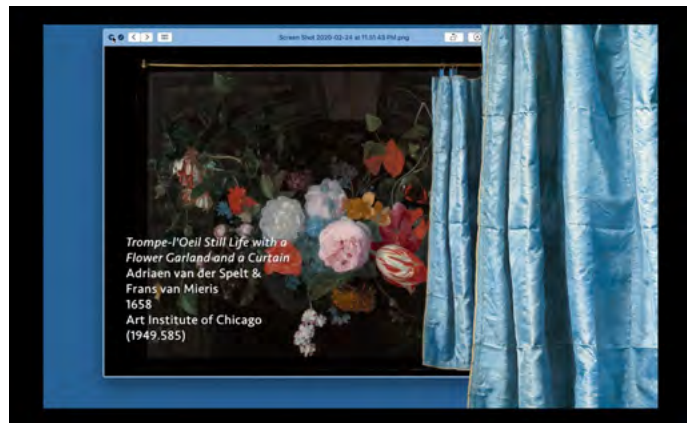 Screen Shot 2020-02-24 at 11.51.45 PM.png
Trompe-l'Oeil Still Life with a
Flower Garland and a Curtain
Adriaen van der Spelt &
Frans van Mieris
1658
Art Institute of Chicago
(1949.585)